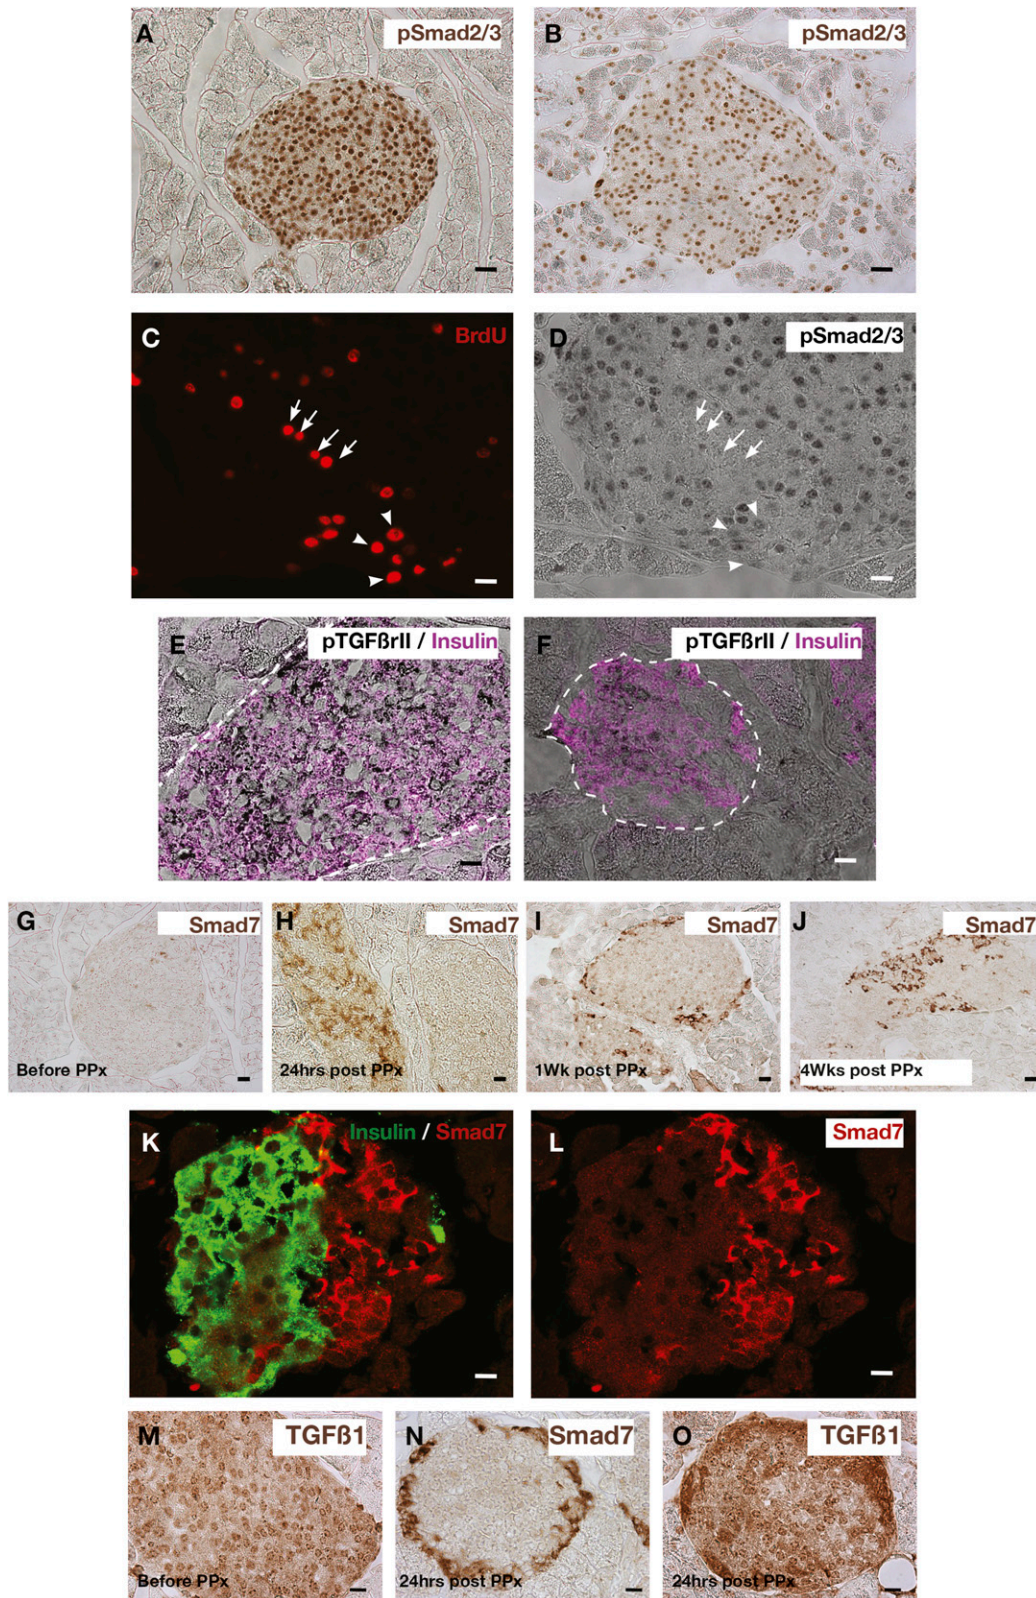 A pSmad2/3
B pSmad2/3
C BrdU
D pSmad2/3
E pTGFßrII / Insulin
F pTGFßrII / Insulin
G Smad7
Before PPx
H Smad7
24hrs post PPx
I Smad7
1Wk post PPx
J Smad7
4Wks post PPx
K Insulin / Smad7
L Smad7
M TGFß1
Before PPx
N Smad7
24hrs post PPx
O TGFß1
24hrs post PPx